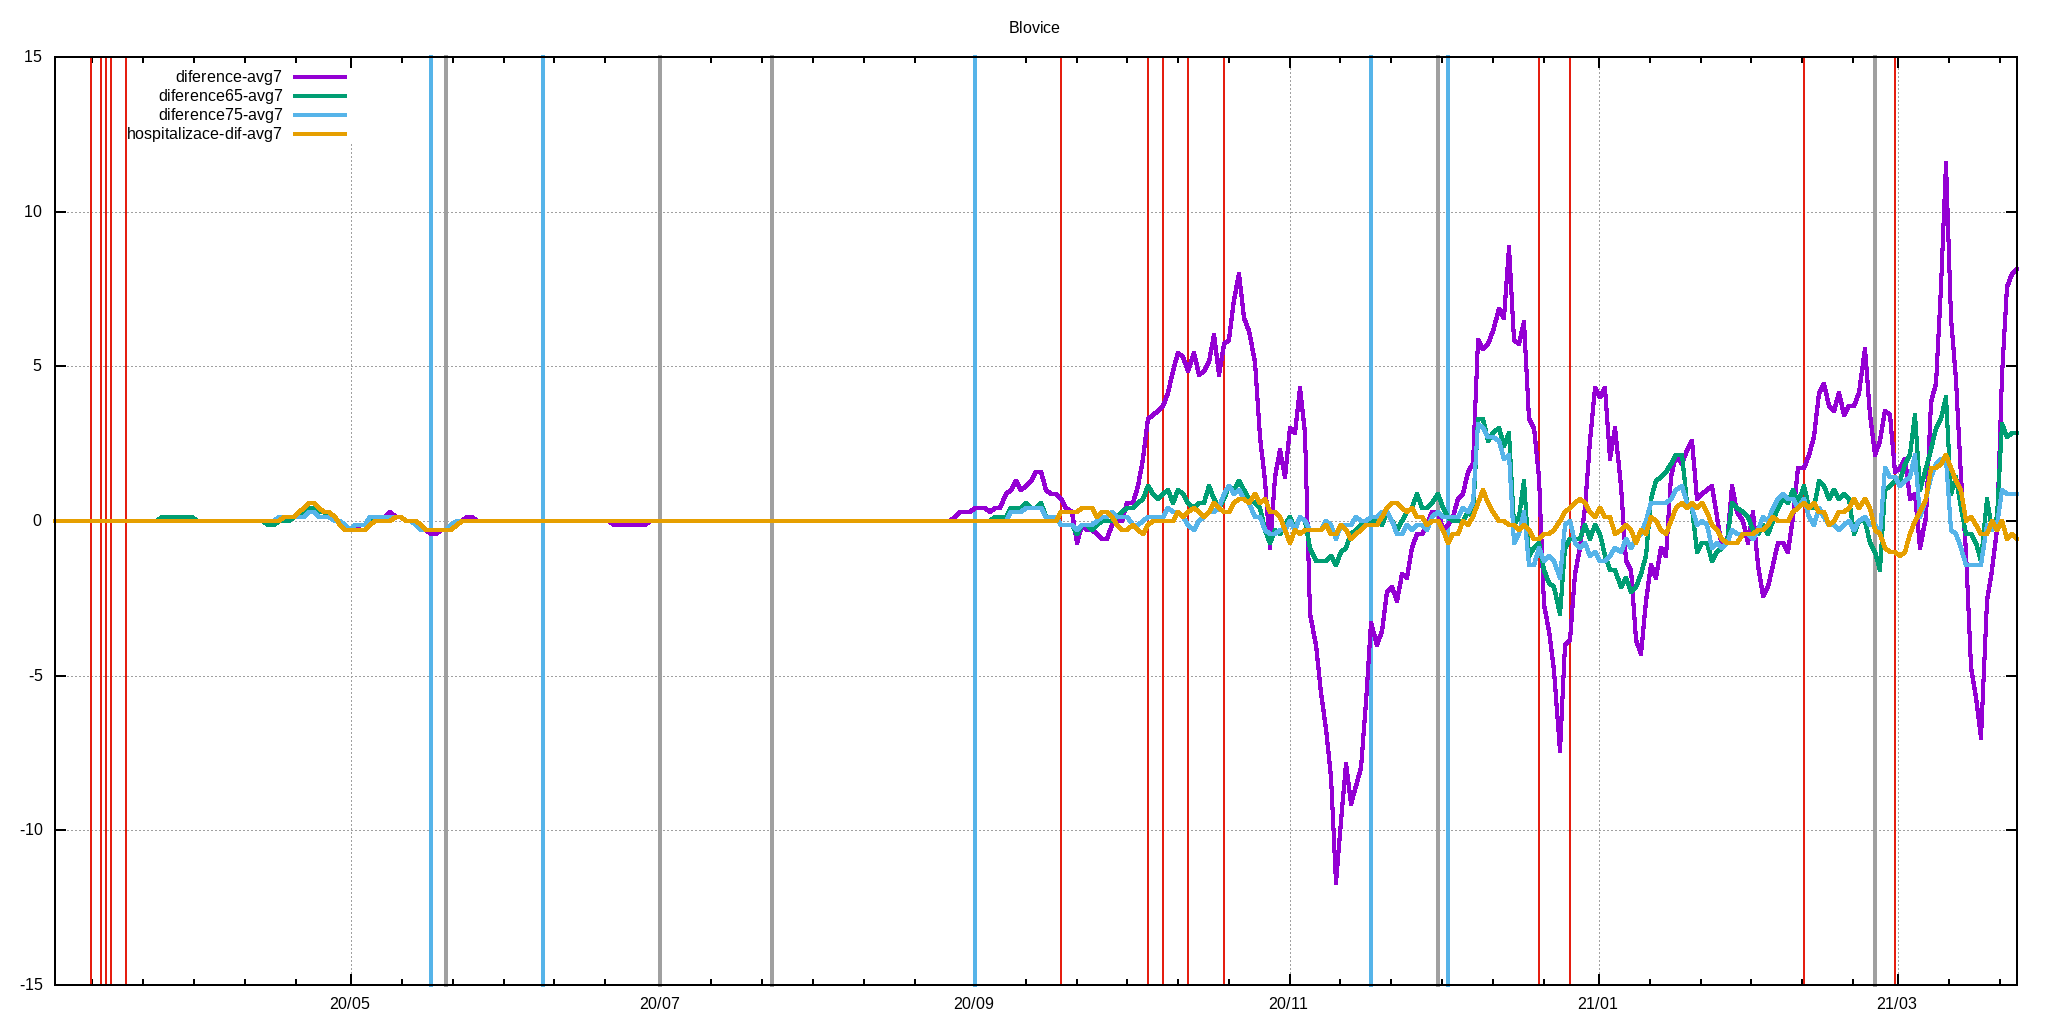 Blovice
15
diference-avg7
diference65-avg7
diference75-avg7
hospitalizace-dif-avg7
10
5
0
-5
-10
-15
20/05 20/07 20/09 20/11 21/01 21/03